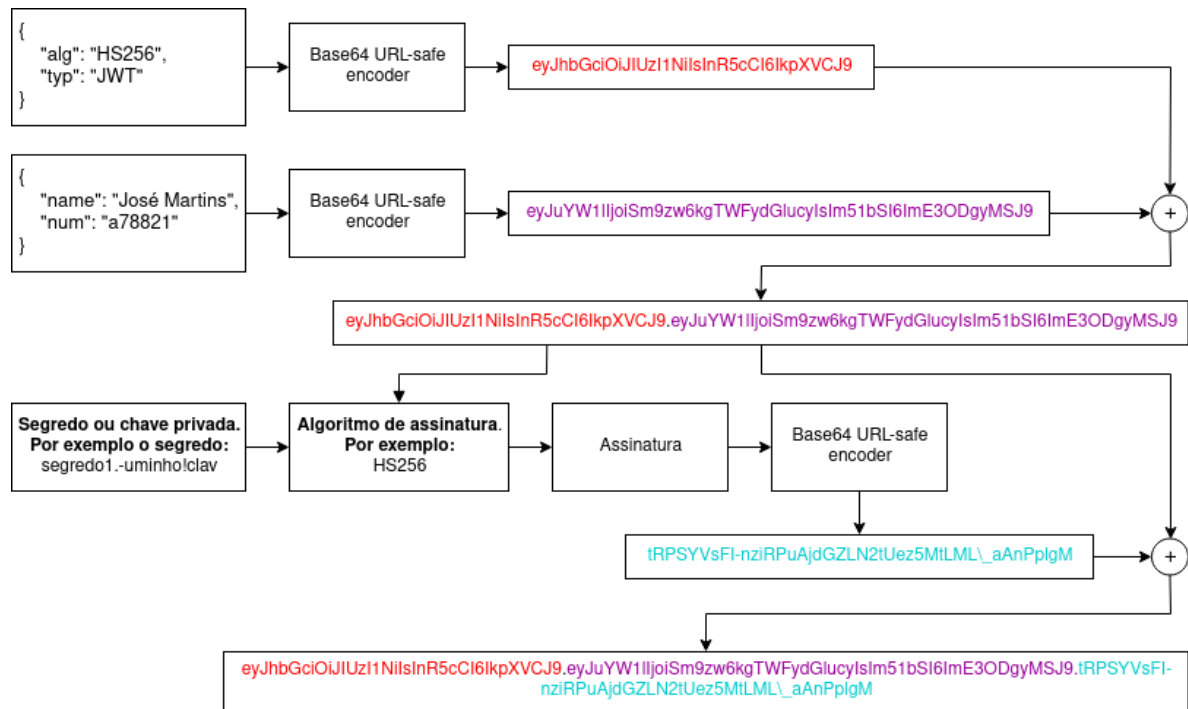 {
"alg": "HS256",
"typ": "JWT"
}
Base64 URL-safe
encoder
eyJhbGciOiJIUzI1NiIsInR5cCI6IkpXVCJ9
{
"name": "José Martins",
"num": "a78821"
}
Base64 URL-safe
encoder
eyJuYW1lIjoiSm9zw6kgTWFydGlucyIsIm51bSI6ImE3ODgyMSJ9
+
eyJhbGciOiJIUzI1NiIsInR5cCI6IkpXVCJ9.eyJuYW1lIjoiSm9zw6kgTWFydGlucyIsIm51bSI6ImE3ODgyMSJ9
Segredo ou chave privada.
Por exemplo o segredo:
segredo1.-uminho!clav
Algoritmo de assinatura.
Por exemplo:
HS256
Assinatura
Base64 URL-safe
encoder
tRPSYVsFI-nziRPuAjdGZLN2tUez5MtLML\_aAnPplgM
+
eyJhbGciOiJIUzI1NiIsInR5cCI6IkpXVCJ9.eyJuYW1lIjoiSm9zw6kgTWFydGlucyIsIm51bSI6ImE3ODgyMSJ9.tRPSYVsFI-
nziRPuAjdGZLN2tUez5MtLML\_aAnPplgM